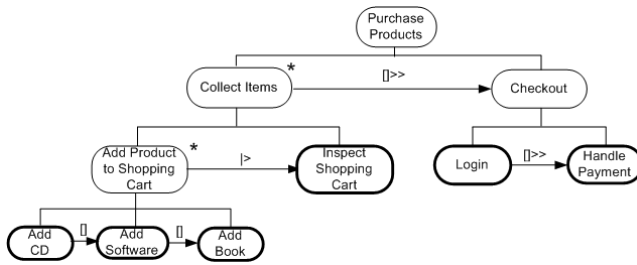 Purchase
Products
*
Collect Items
[]>>
Checkout
*
Add Product
to Shopping
Cart
|>
Inspect
Shopping
Cart
Login
[]>>
Handle
Payment
Add
CD
[]
Add
Software
[]
Add
Book